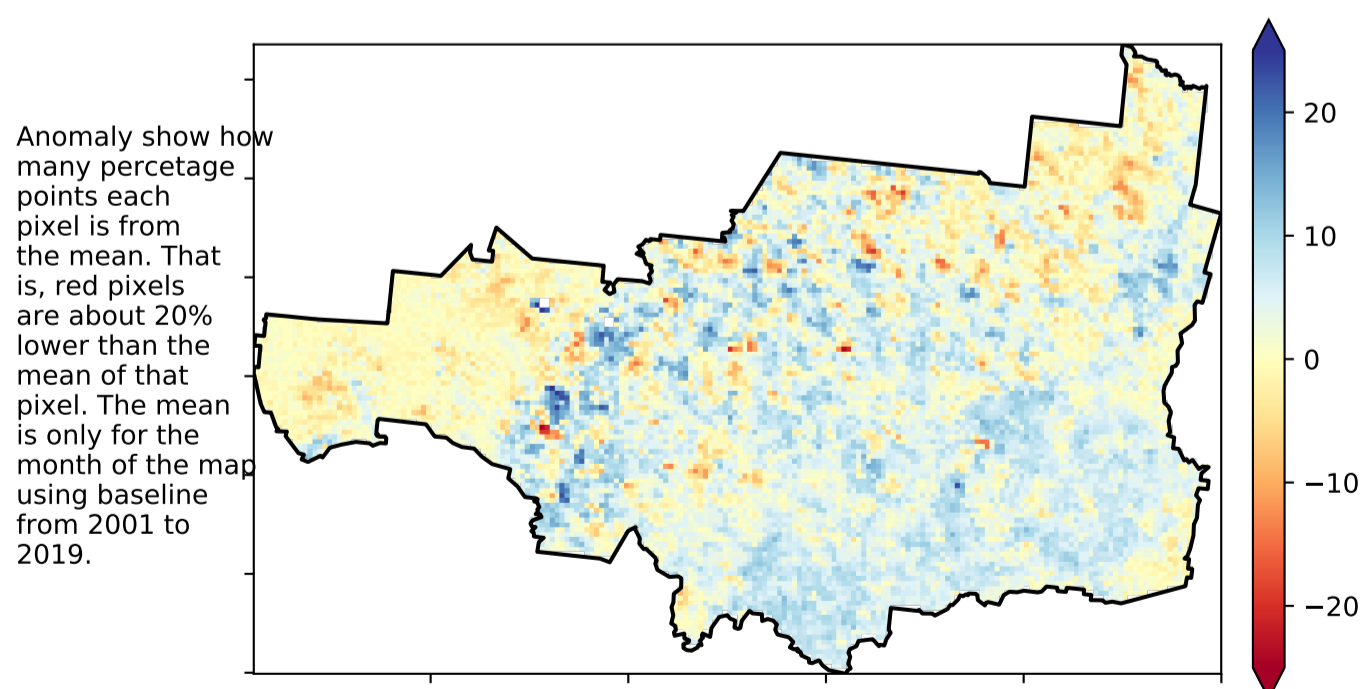 Anomaly show how
many percetage
points each
pixel is from
the mean. That
is, red pixels
are about 20%
lower than the
mean of that
pixel. The mean
is only for the
month of the map
using baseline
from 2001 to
2019.
20
10
0
−10
−20